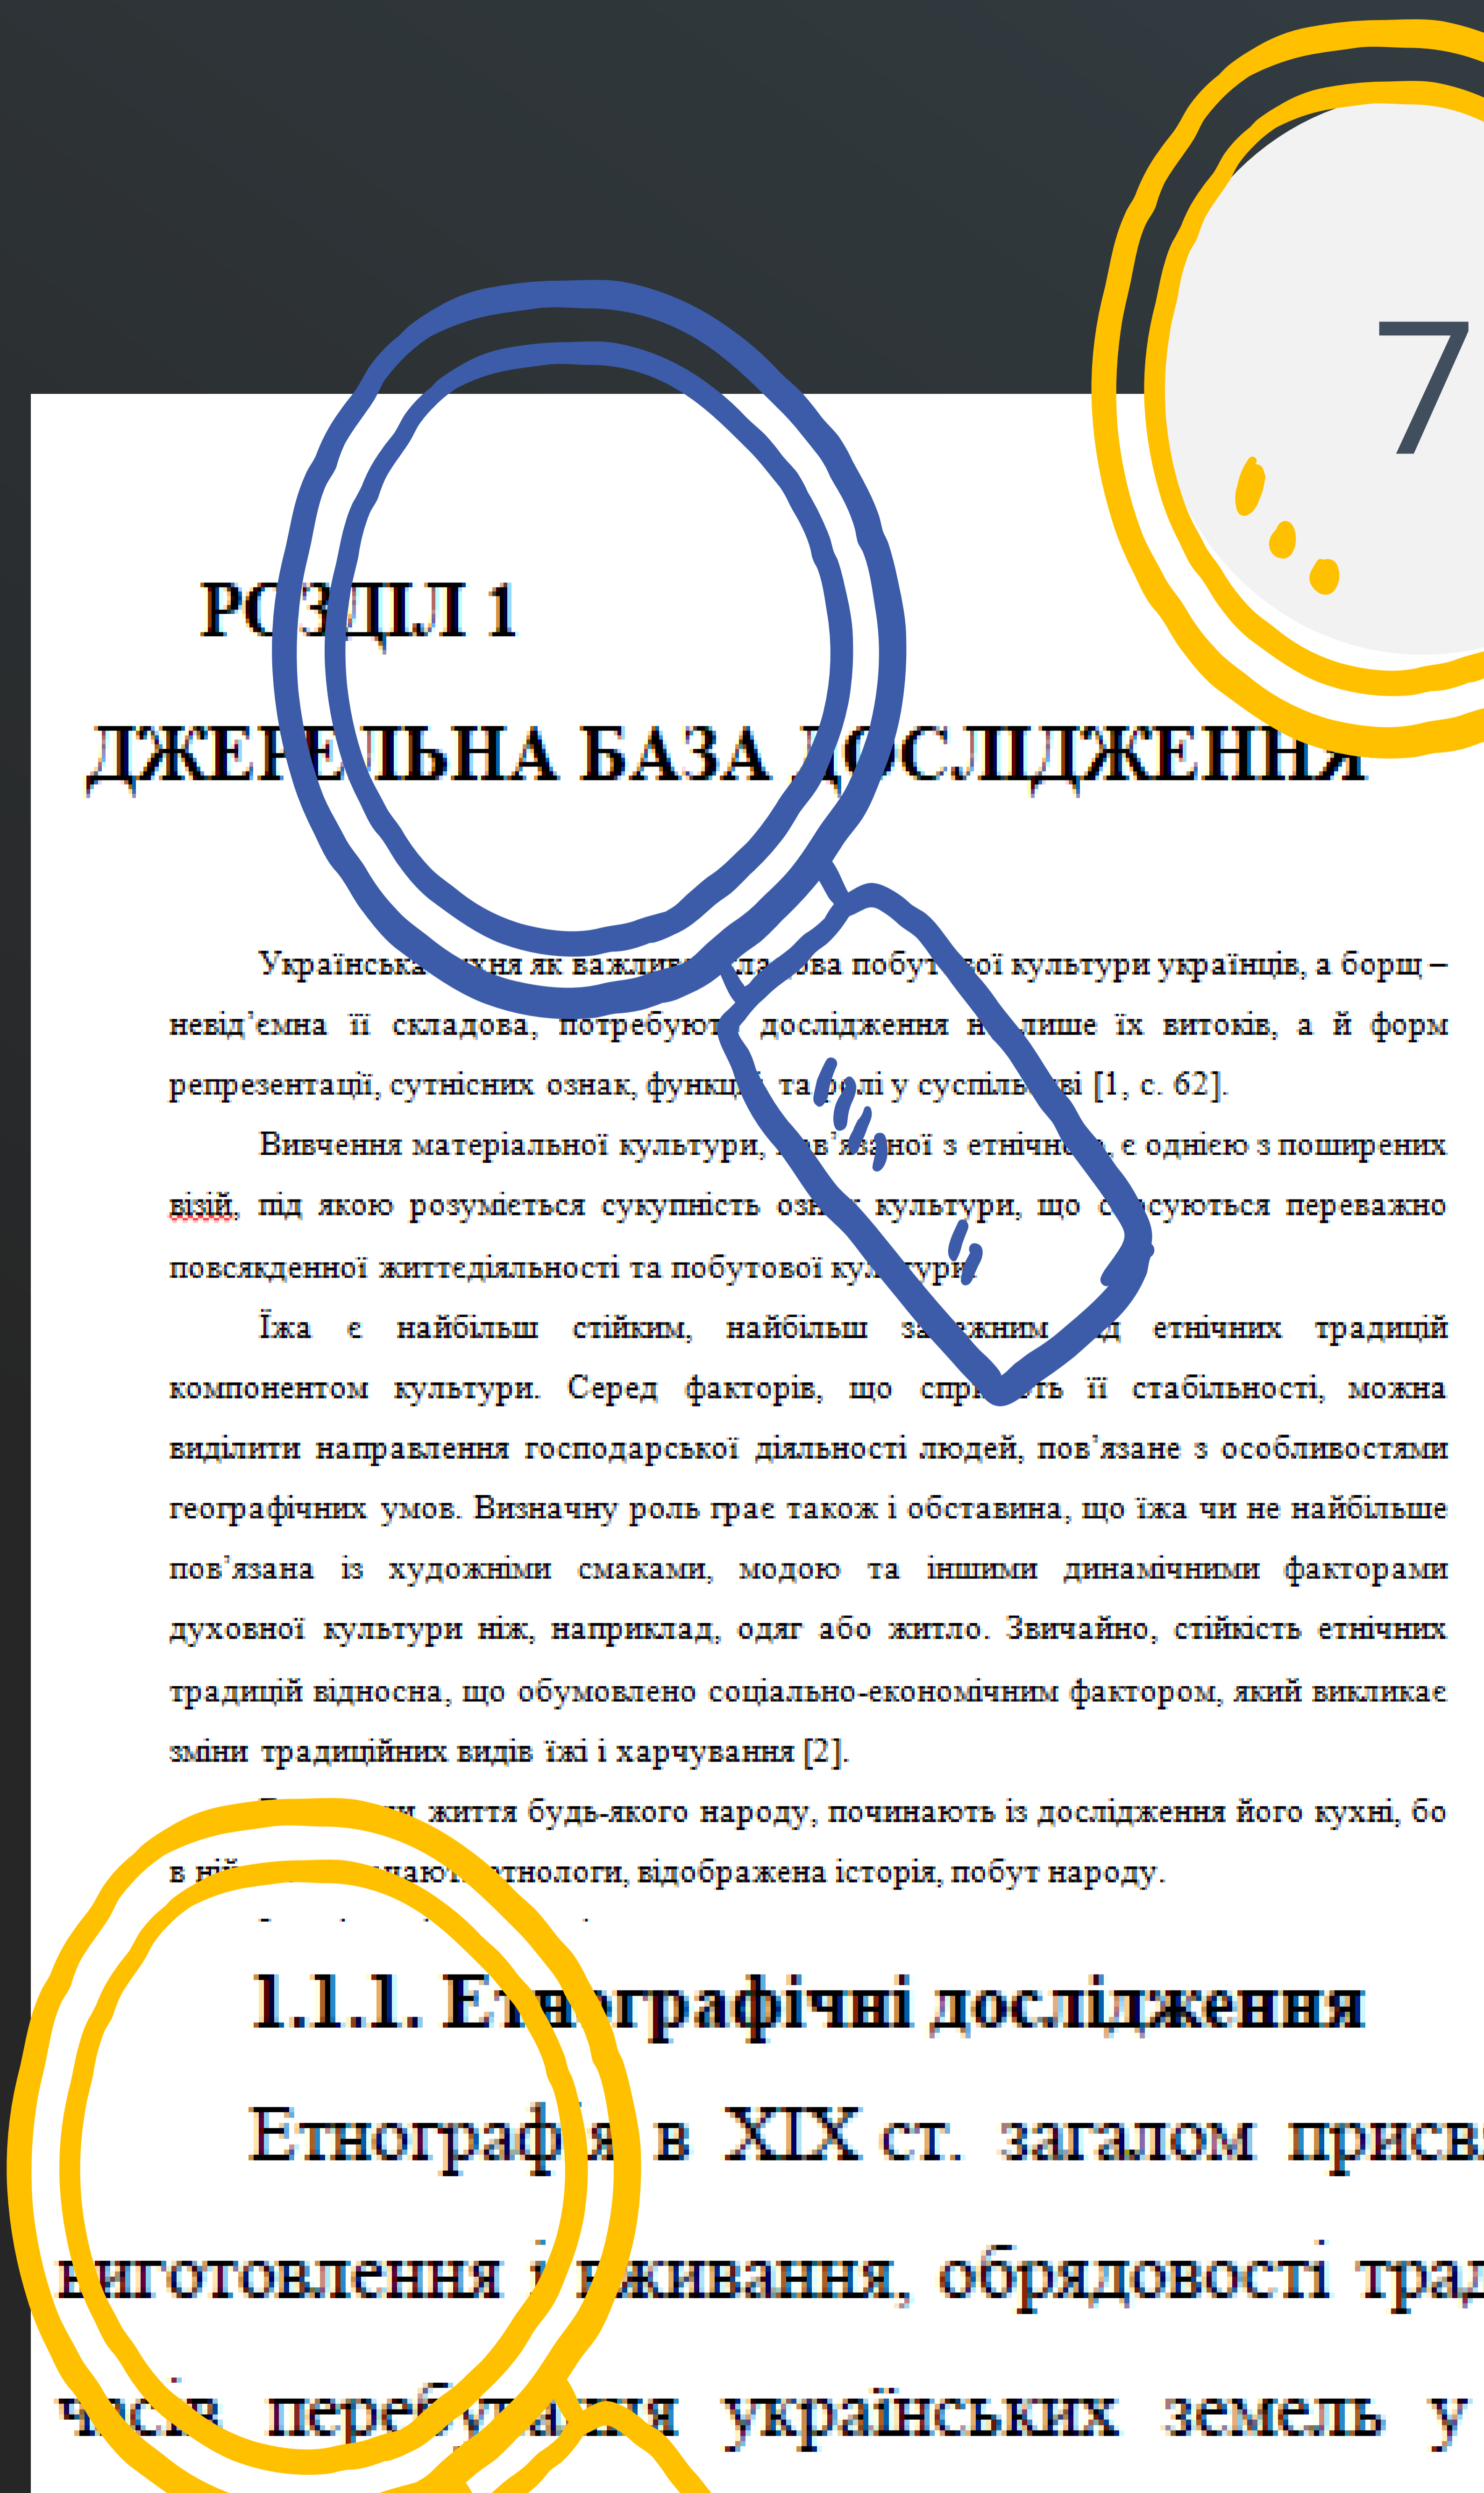 7
РОЗДІЛ 1
ДЖЕРЕЛЬНА БАЗА ДОСЛІДЖЕННЯ
Українська кухня як важлива складова побутової культури українців, а борщ –
невід’ємна її складова, потребують дослідження не лише їх витоків, а й форм
репрезентації, сутнісних ознак, функцій та ролі у суспільстві [1, с. 62].
Вивчення матеріальної культури, пов’язаної з етнічною, є однією з поширених
візій, під якою розуміється сукупність ознак культури, що стосуються переважно
повсякденної життєдіяльності та побутової культури.
Їжа є найбільш стійким, найбільш залежним від етнічних традицій
компонентом культури. Серед факторів, що сприяють її стабільності, можна
виділити направлення господарської діяльності людей, пов’язане з особливостями
географічних умов. Визначну роль грає також і обставина, що їжа чи не найбільше
пов’язана із художніми смаками, модою та іншими динамічними факторами
духовної культури ніж, наприклад, одяг або житло. Звичайно, стійкість етнічних
традицій відносна, що обумовлено соціально-економічним фактором, який викликає
зміни традиційних видів їжі і харчування [2].
життя будь-якого народу, починають із дослідження його кухні, бо
в ній етнологи, відображена історія, побут народу.
1.1.1. Етнографічні дослідження
Етнографія в ХІХ ст. загалом присв
виготовлення і вживання, обрядовості трад
часів перебування українських земель у